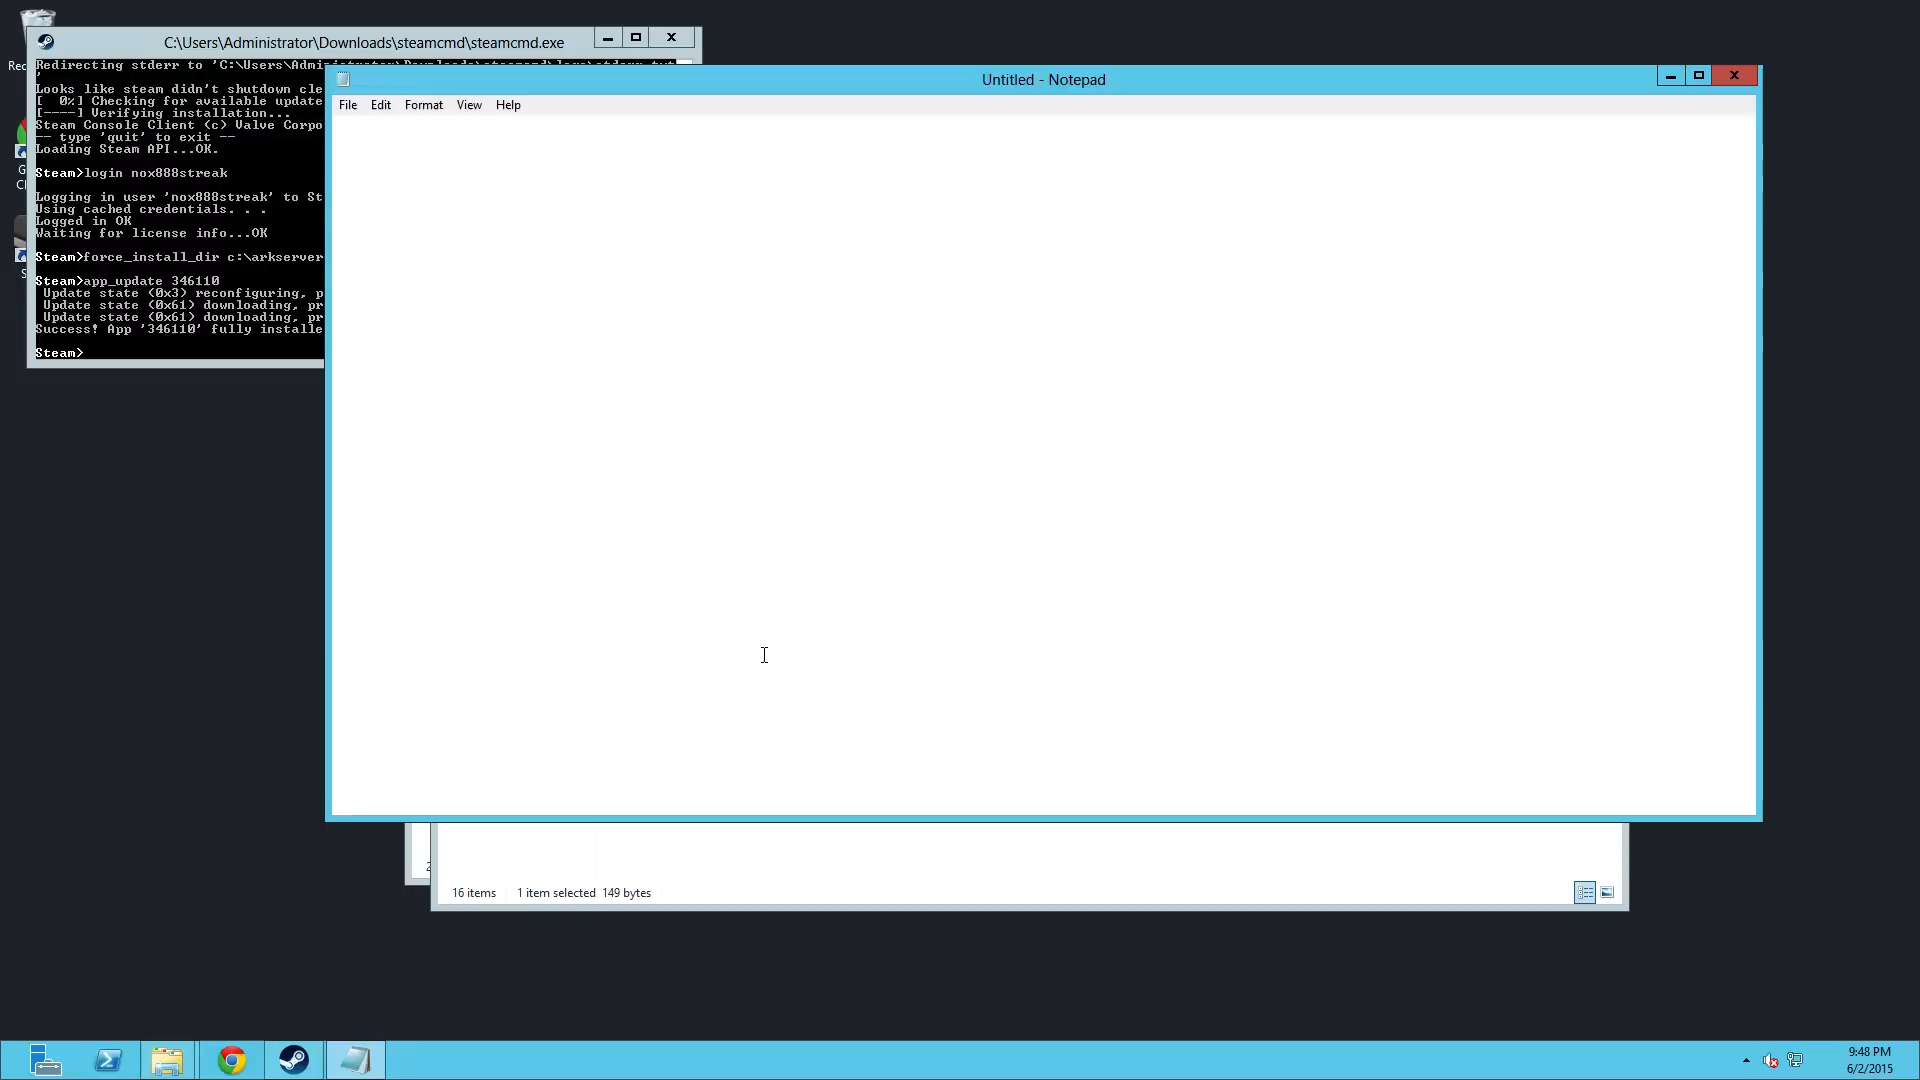 Rec
G
Cl
S
C:\Users\Administrator\Downloads\steamcmd\steamcmd.exe
Redirecting stderr to 'C:\Users\Admi
'
Looks like steam didn't shutdown cle
[  0%] Checking for available update
[----] Verifying installation...
Steam Console Client (c) Valve Corpo
-- type 'quit' to exit --
Loading Steam API...OK.
Steam>login nox888streak
Logging in user 'nox888streak' to St
Using cached credentials. . .
Logged in OK
Waiting for license info...OK
Steam>force_install_dir c:\arkserver
Steam>app_update 346110
Update state (0x3) reconfiguring, p
Update state (0x61) downloading, pr
Update state (0x61) downloading, pr
Success! App '346110' fully installe
Steam>
Untitled - Notepad
File Edit Format View Help
2
16 items 1 item selected 149 bytes
9:48 PM
6/2/2015